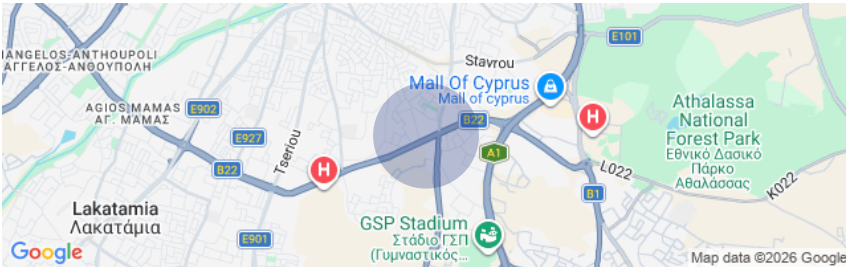 E101
ANGELOS-ANTHOUPOLI
ΑΓΓΕΛΟΣ-ΑΝΘΟΥΠΟΛΗ
Stavrou
Mall Of Cyprus
Mall of cyprus
AGIOS MAMAS
ΑΓ. ΜΑΜΑΣ
E902
Athalassa
National
Forest Park
Εθνικό Δασικό
Πάρκο
Αθαλάσσας
H
B22
E927
Tseriou
A1
L022
K022
B22
H
B1
Lakatamia
Λακατάμια
GSP Stadium
Στάδιο ΓΣΠ
(Γυμναστικός...
E901
Google
Map data ©2026 Google